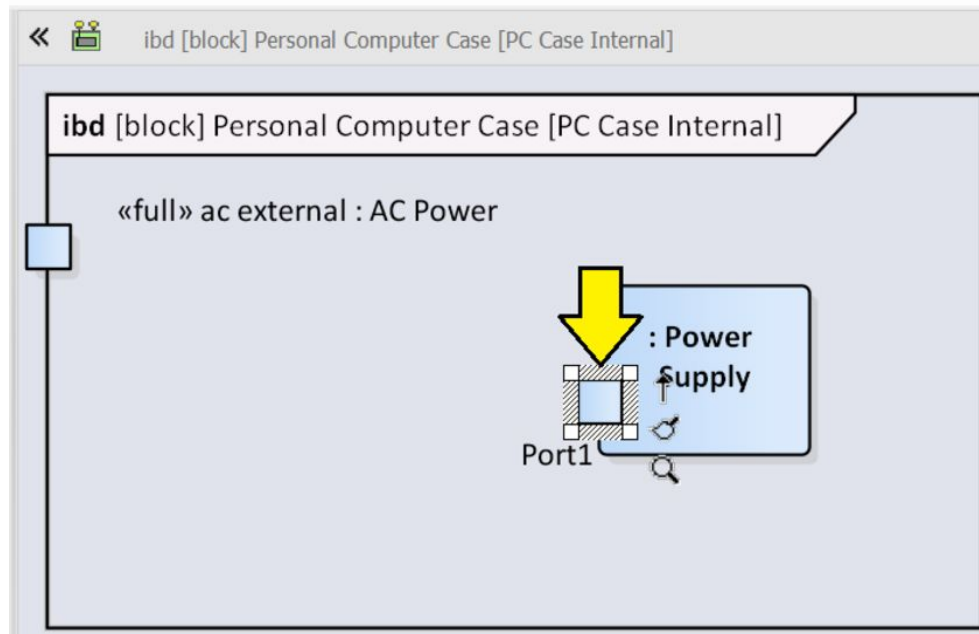 ibd [block] Personal Computer Case [PC Case Internal]
ibd [block] Personal Computer Case [PC Case Internal]
«full» ac external : AC Power
: Power
Supply
Port1